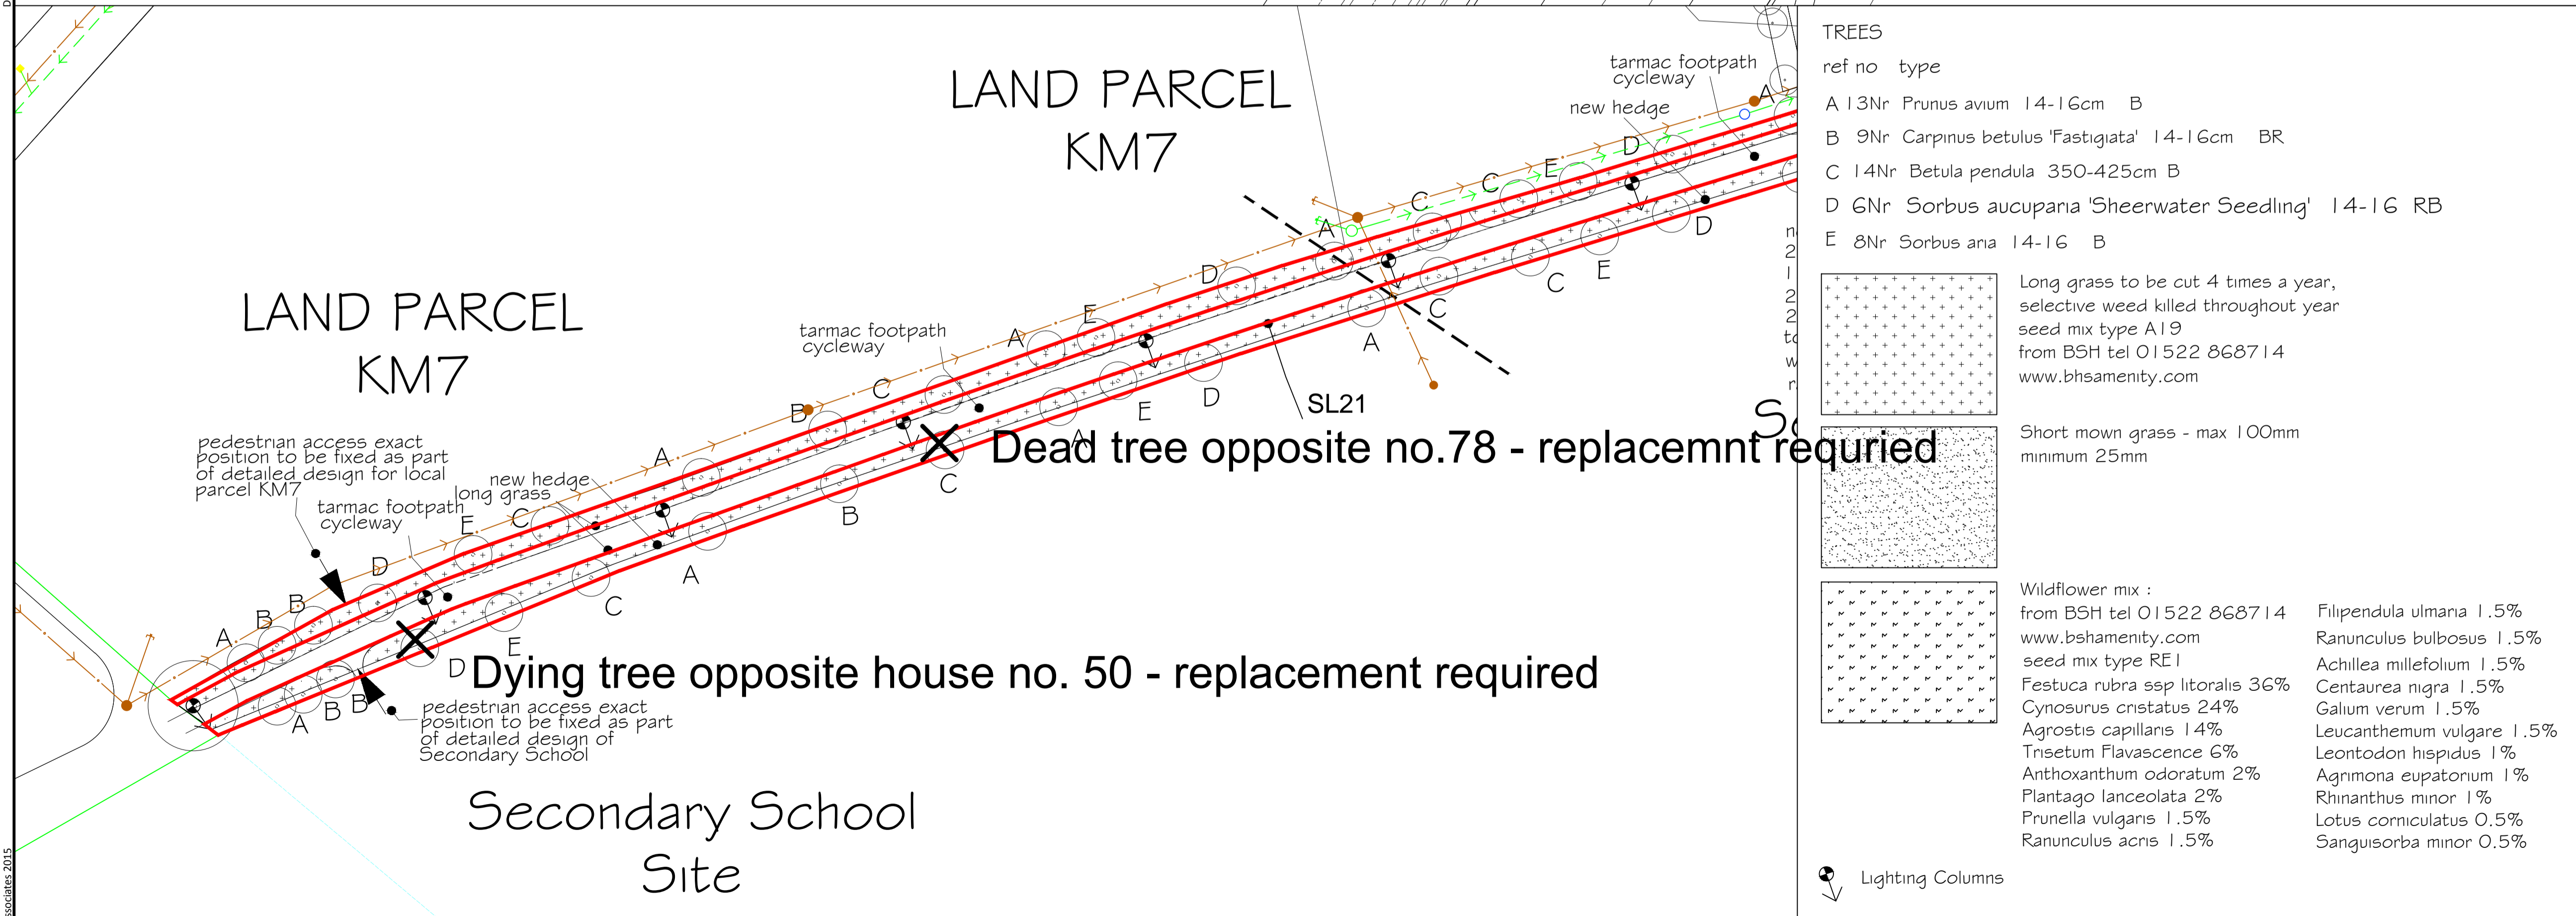 LAND PARCEL
KM7
LAND PARCEL
KM7
tarmac footpath
cycleway
new hedge
tarmac footpath
cycleway
pedestrian access exact
position to be fixed as part
of detailed design for local
parcel KM7
new hedge
long grass
tarmac footpath
cycleway
A
B
B
D
E
C
A
B
C
A
E
D
A
C
C
E
D
A
A
B
B
D
E
C
A
B
C
A
E
D
A
C
C
E
D
SL21
Dead tree opposite no.78 - replacemnt requried
Dying tree opposite house no. 50 - replacement required
pedestrian access exact
position to be fixed as part
of detailed design of
Secondary School
Secondary School
Site
TREES
ref no type
A 13Nr Prunus avium 14-16cm B
B 9Nr Carpinus betulus 'Fastigiata' 14-16cm BR
C 14Nr Betula pendula 350-425cm B
D 6Nr Sorbus aucuparia 'Sheerwater Seedling' 14-16 RB
E 8Nr Sorbus aria 14-16 B
Long grass to be cut 4 times a year,
selective weed killed throughout year
seed mix type A19
from BSH tel 01522 868714
www.bhsamenity.com
Short mown grass - max 100mm
minimum 25mm
Wildflower mix :
from BSH tel 01522 868714
www.bshamenity.com
seed mix type RE1
Festuca rubra ssp litoralis 36%
Cynosurus cristatus 24%
Agrostis capillaris 14%
Trisetum Flavascence 6%
Anthoxanthum odoratum 2%
Plantago lanceolata 2%
Prunella vulgaris 1.5%
Ranunculus acris 1.5%
Filipendula ulmaria 1.5%
Ranunculus bulbosus 1.5%
Achillea millefolium 1.5%
Centaurea nigra 1.5%
Galium verum 1.5%
Leucanthemum vulgare 1.5%
Leontodon hispidus 1%
Agrimona eupatorium 1%
Rhinanthus minor 1%
Lotus corniculatus 0.5%
Sanguisorba minor 0.5%
Lighting Columns
ssociates 2015